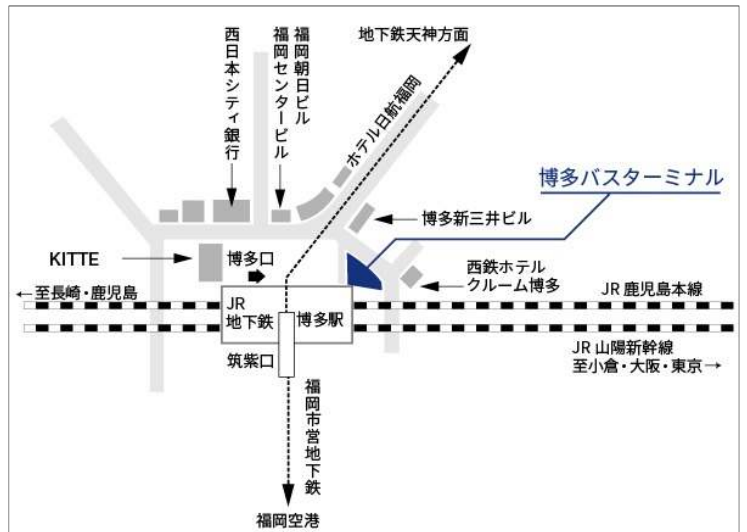 地下鉄天神方面
西日本シティ銀行
福岡センタービル
福岡朝日ビル
ホテル日航福岡
博多バスターミナル
博多新三井ビル
KITTE
博多口
西鉄ホテル
クルーム博多
←至長崎・鹿児島
JR
地下鉄
博多駅
JR 鹿児島本線
筑紫口
JR 山陽新幹線
至小倉・大阪・東京→
福岡市営地下鉄
福岡空港